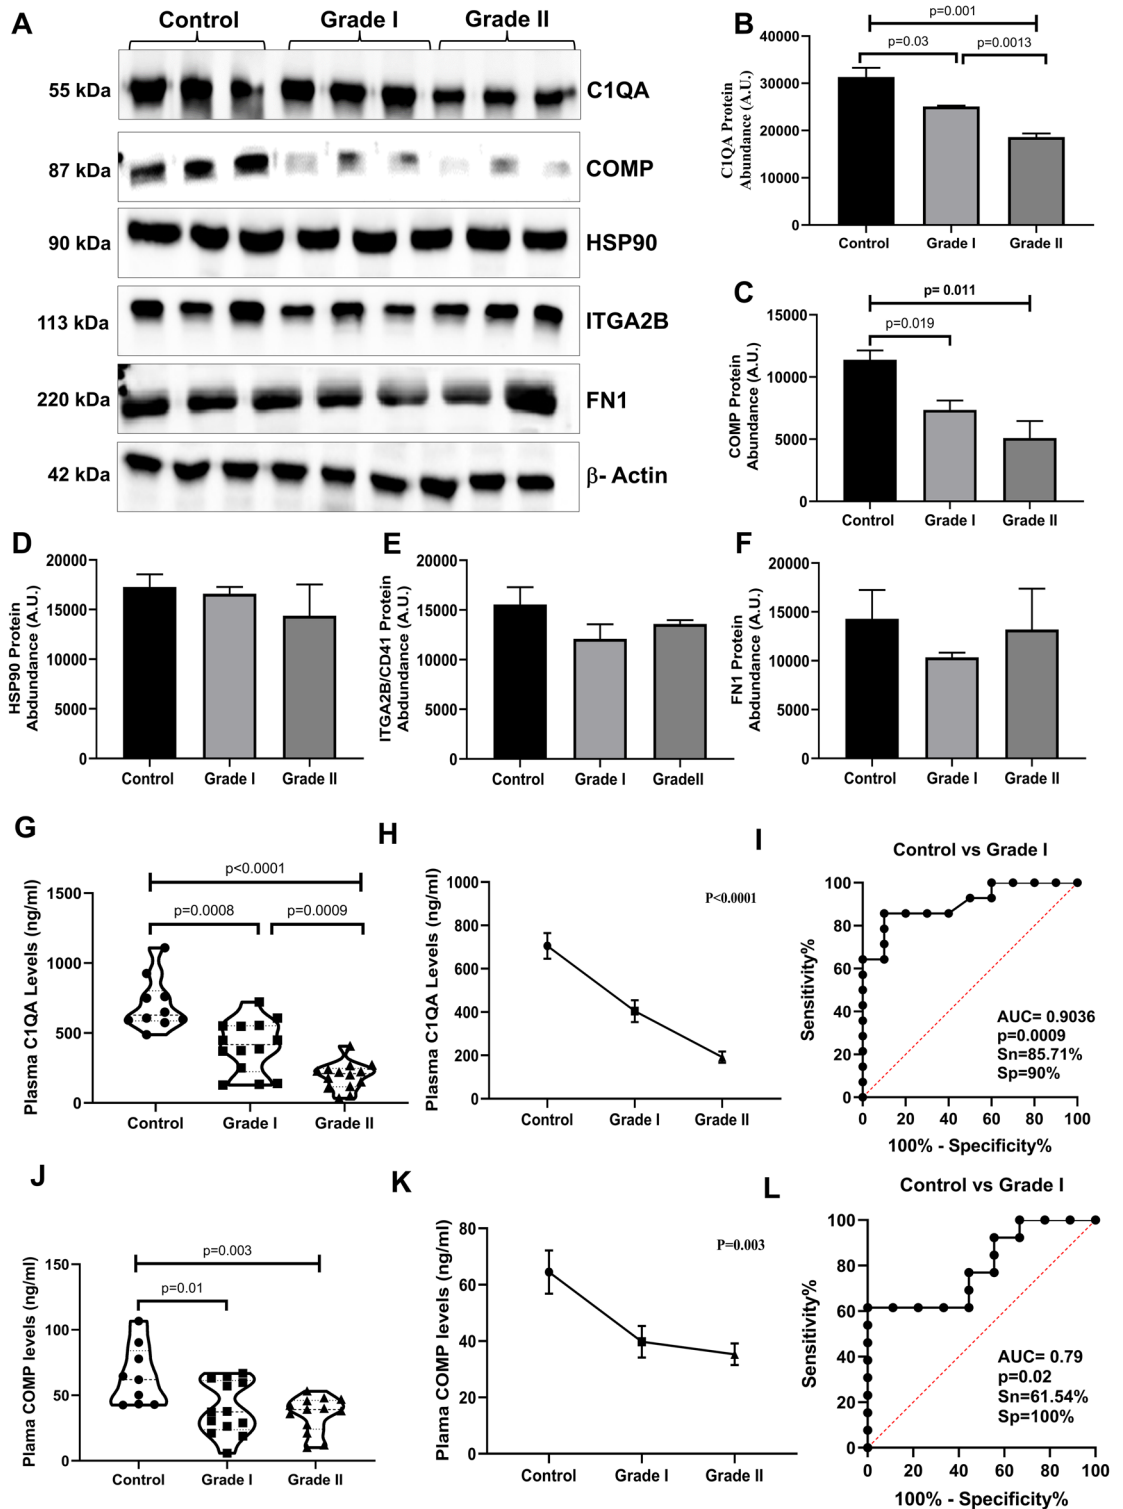 A
Control
Grade I
Grade II
55 kDa
C1QA
87 kDa
COMP
90 kDa
HSP90
113 kDa
ITGA2B
220 kDa
FN1
42 kDa
β- Actin
B
p=0.001
p=0.03
p=0.0013
C1QA Protein
Abundance (A.U.)
40000
30000
20000
10000
0
Control
Grade I
Grade II
C
p= 0.011
p=0.019
COMP Protein
Abundance (A.U.)
15000
10000
5000
0
Control
Grade I
Grade II
D
HSP90 Protein
Abdundance (A.U.)
20000
15000
10000
5000
0
Control
Grade I
Grade II
E
ITGA2B/CD41 Protein
Abdundance (A.U.)
20000
15000
10000
5000
0
Control
Grade I
GradeII
F
FN1 Protein
Abdundance (A.U.)
20000
15000
10000
5000
0
Control
Grade I
Grade II
G
p<0.0001
p=0.0008
p=0.0009
Plasma C1QA Levels (ng/ml)
1500
1000
500
0
Control
Grade I
Grade II
H
P<0.0001
Plasma C1QA Levels (ng/ml)
1000
800
600
400
200
0
Control
Grade I
Grade II
I
Control vs Grade I
Sensitivity%
100
80
60
40
20
0
AUC= 0.9036
p=0.0009
Sn=85.71%
Sp=90%
0 20 40 60 80 100
100% - Specificity%
J
p=0.003
p=0.01
Plama COMP levels (ng/ml)
150
100
50
0
Control
Grade I
Grade II
K
P=0.003
Plasma COMP levels (ng/ml)
80
60
40
20
0
Control
Grade I
Grade II
L
Control vs Grade I
Sensitivity%
100
80
60
40
20
0
AUC= 0.79
p=0.02
Sn=61.54%
Sp=100%
0 20 40 60 80 100
100% - Specificity%